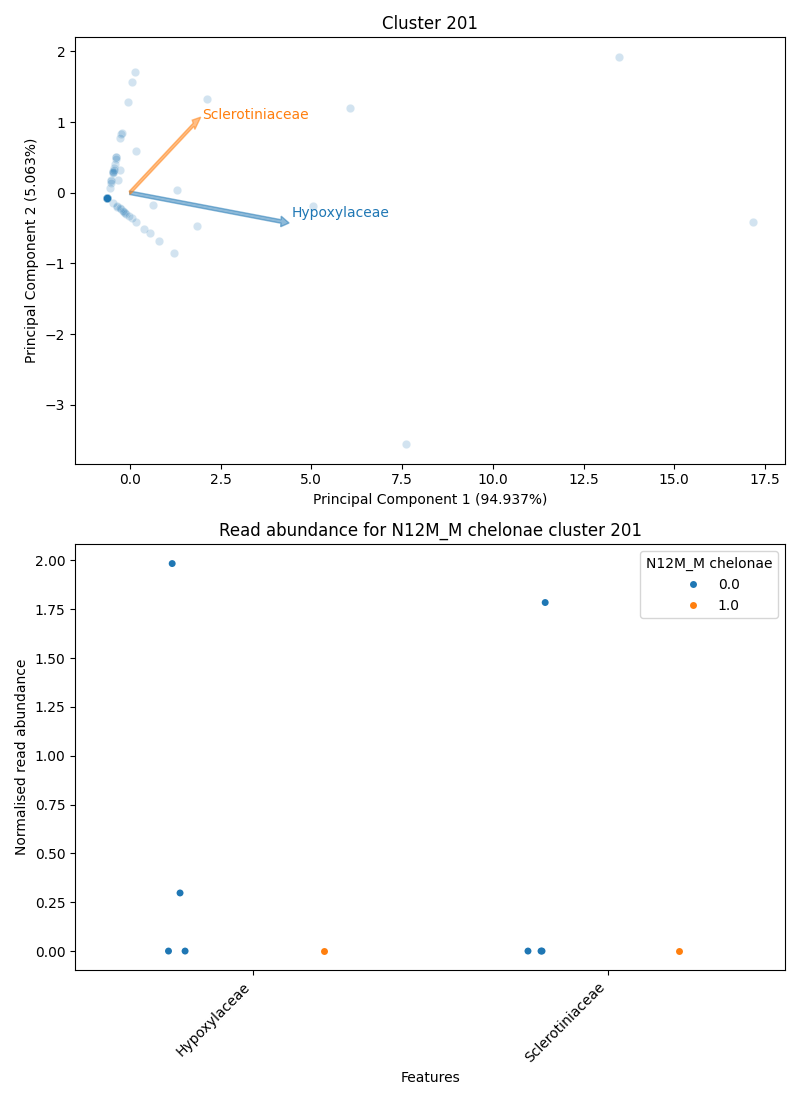 Cluster 201
2
1
0
−1
−2
−3
Principal Component 2 (5.063%)
Sclerotiniaceae
Hypoxylaceae
0.0 2.5 5.0 7.5 10.0 12.5 15.0 17.5
Principal Component 1 (94.937%)
Read abundance for N12M_M chelonae cluster 201
N12M_M chelonae
0.0
1.0
2.00
1.75
1.50
1.25
1.00
0.75
0.50
0.25
0.00
Normalised read abundance
Hypoxylaceae
Sclerotiniaceae
Features